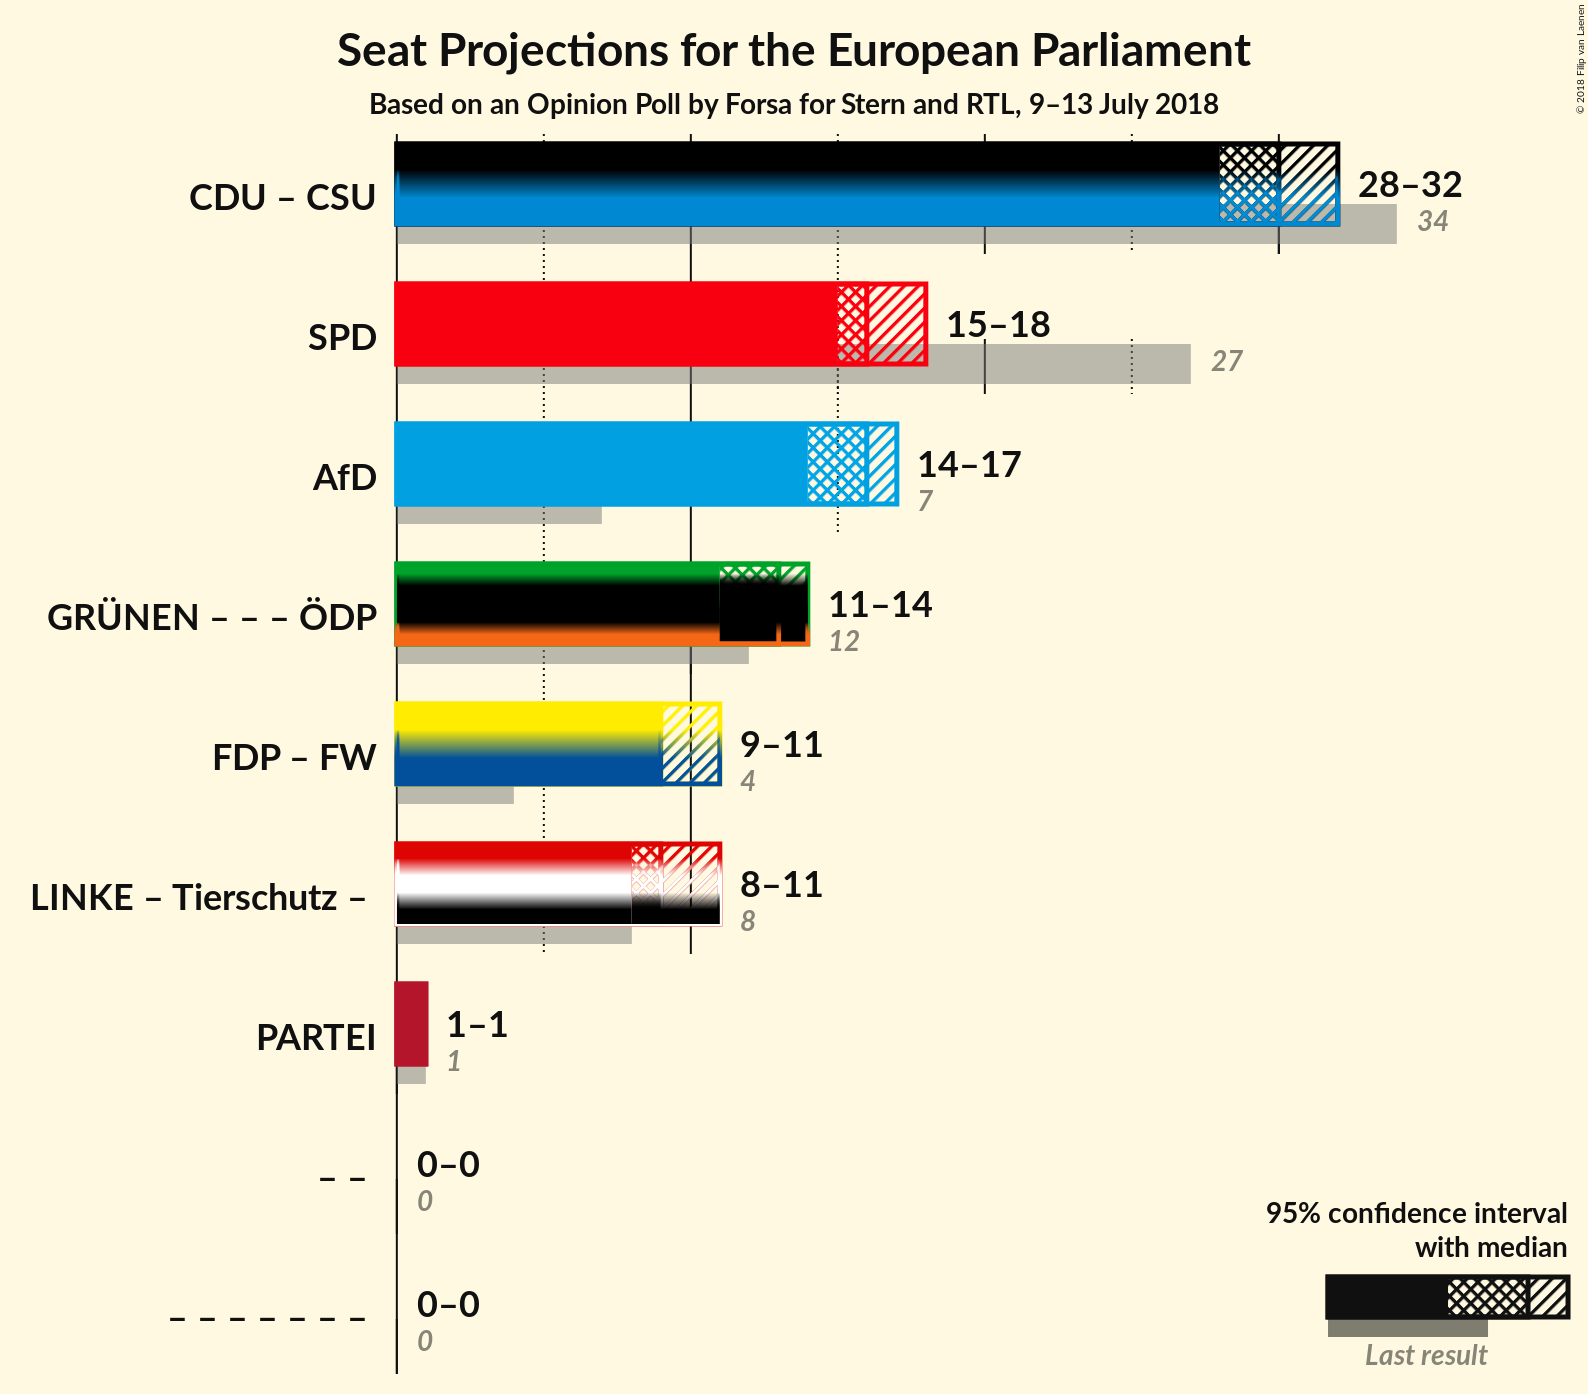 Seat Projections for the European Parliament
Based on an Opinion Poll by Forsa for Stern and RTL, 9–13 July 2018
© 2018 Filip van Laenen
CDU – CSU
28–32
34
SPD
15–18
27
AfD
14–17
7
GRÜNEN – – – ÖDP
11–14
12
FDP – FW
9–11
4
LINKE – Tierschutz –
8–11
8
PARTEI
1–1
1
– –
0–0
0
– – – – – – –
0–0
0
95% confidence interval
with median
Last result